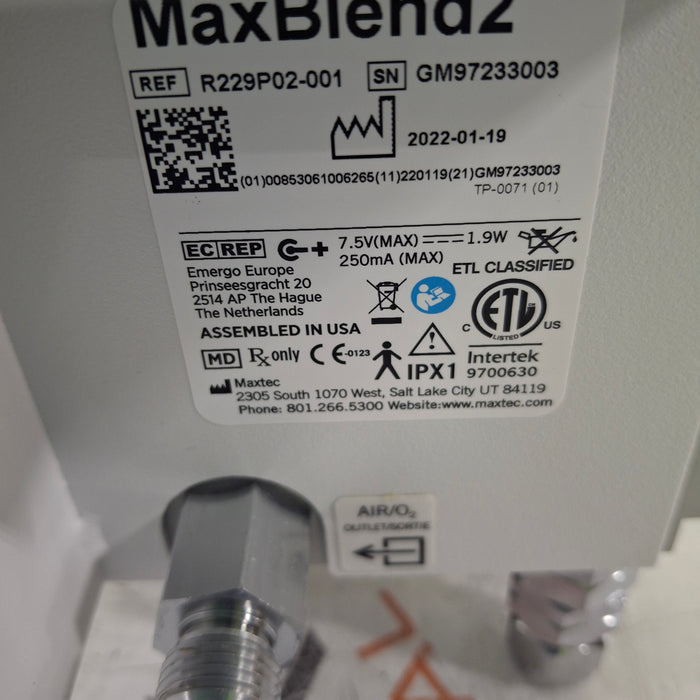 MaxBlend2
REF R229P02-001 SN GM97233003
2022-01-19
(01)00853061006265(11)220119(21)GM97233003
TP-0071 (01)
EC REP 7.5V(MAX) 1.9W
250mA (MAX)
ETL CLASSIFIED
Emergo Europe
Prinseesgracht 20
2514 AP The Hague
The Netherlands
ASSEMBLED IN USA
C ETL US
LISTED
MD Rx only CE-0123 IPX1
Intertek
9700630
Maxtec
2305 South 1070 West, Salt Lake City UT 84119
Phone: 801.266.5300 Website:www.maxtec.com
AIR/O₂
OUTLET/SORTIE